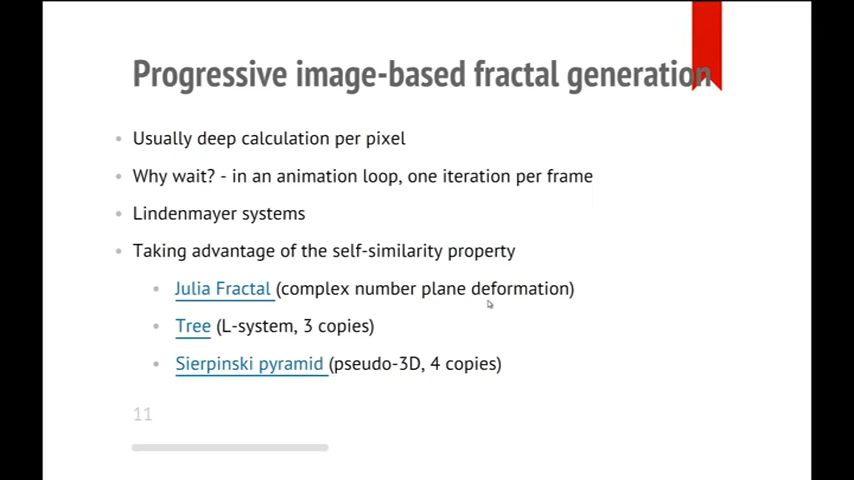 Progressive image-based fractal generation
Usually deep calculation per pixel
Why wait? - in an animation loop, one iteration per frame
Lindenmayer systems
Taking advantage of the self-similarity property
Julia Fractal (complex number plane deformation)
Tree (L-system, 3 copies)
Sierpinski pyramid (pseudo-3D, 4 copies)
11